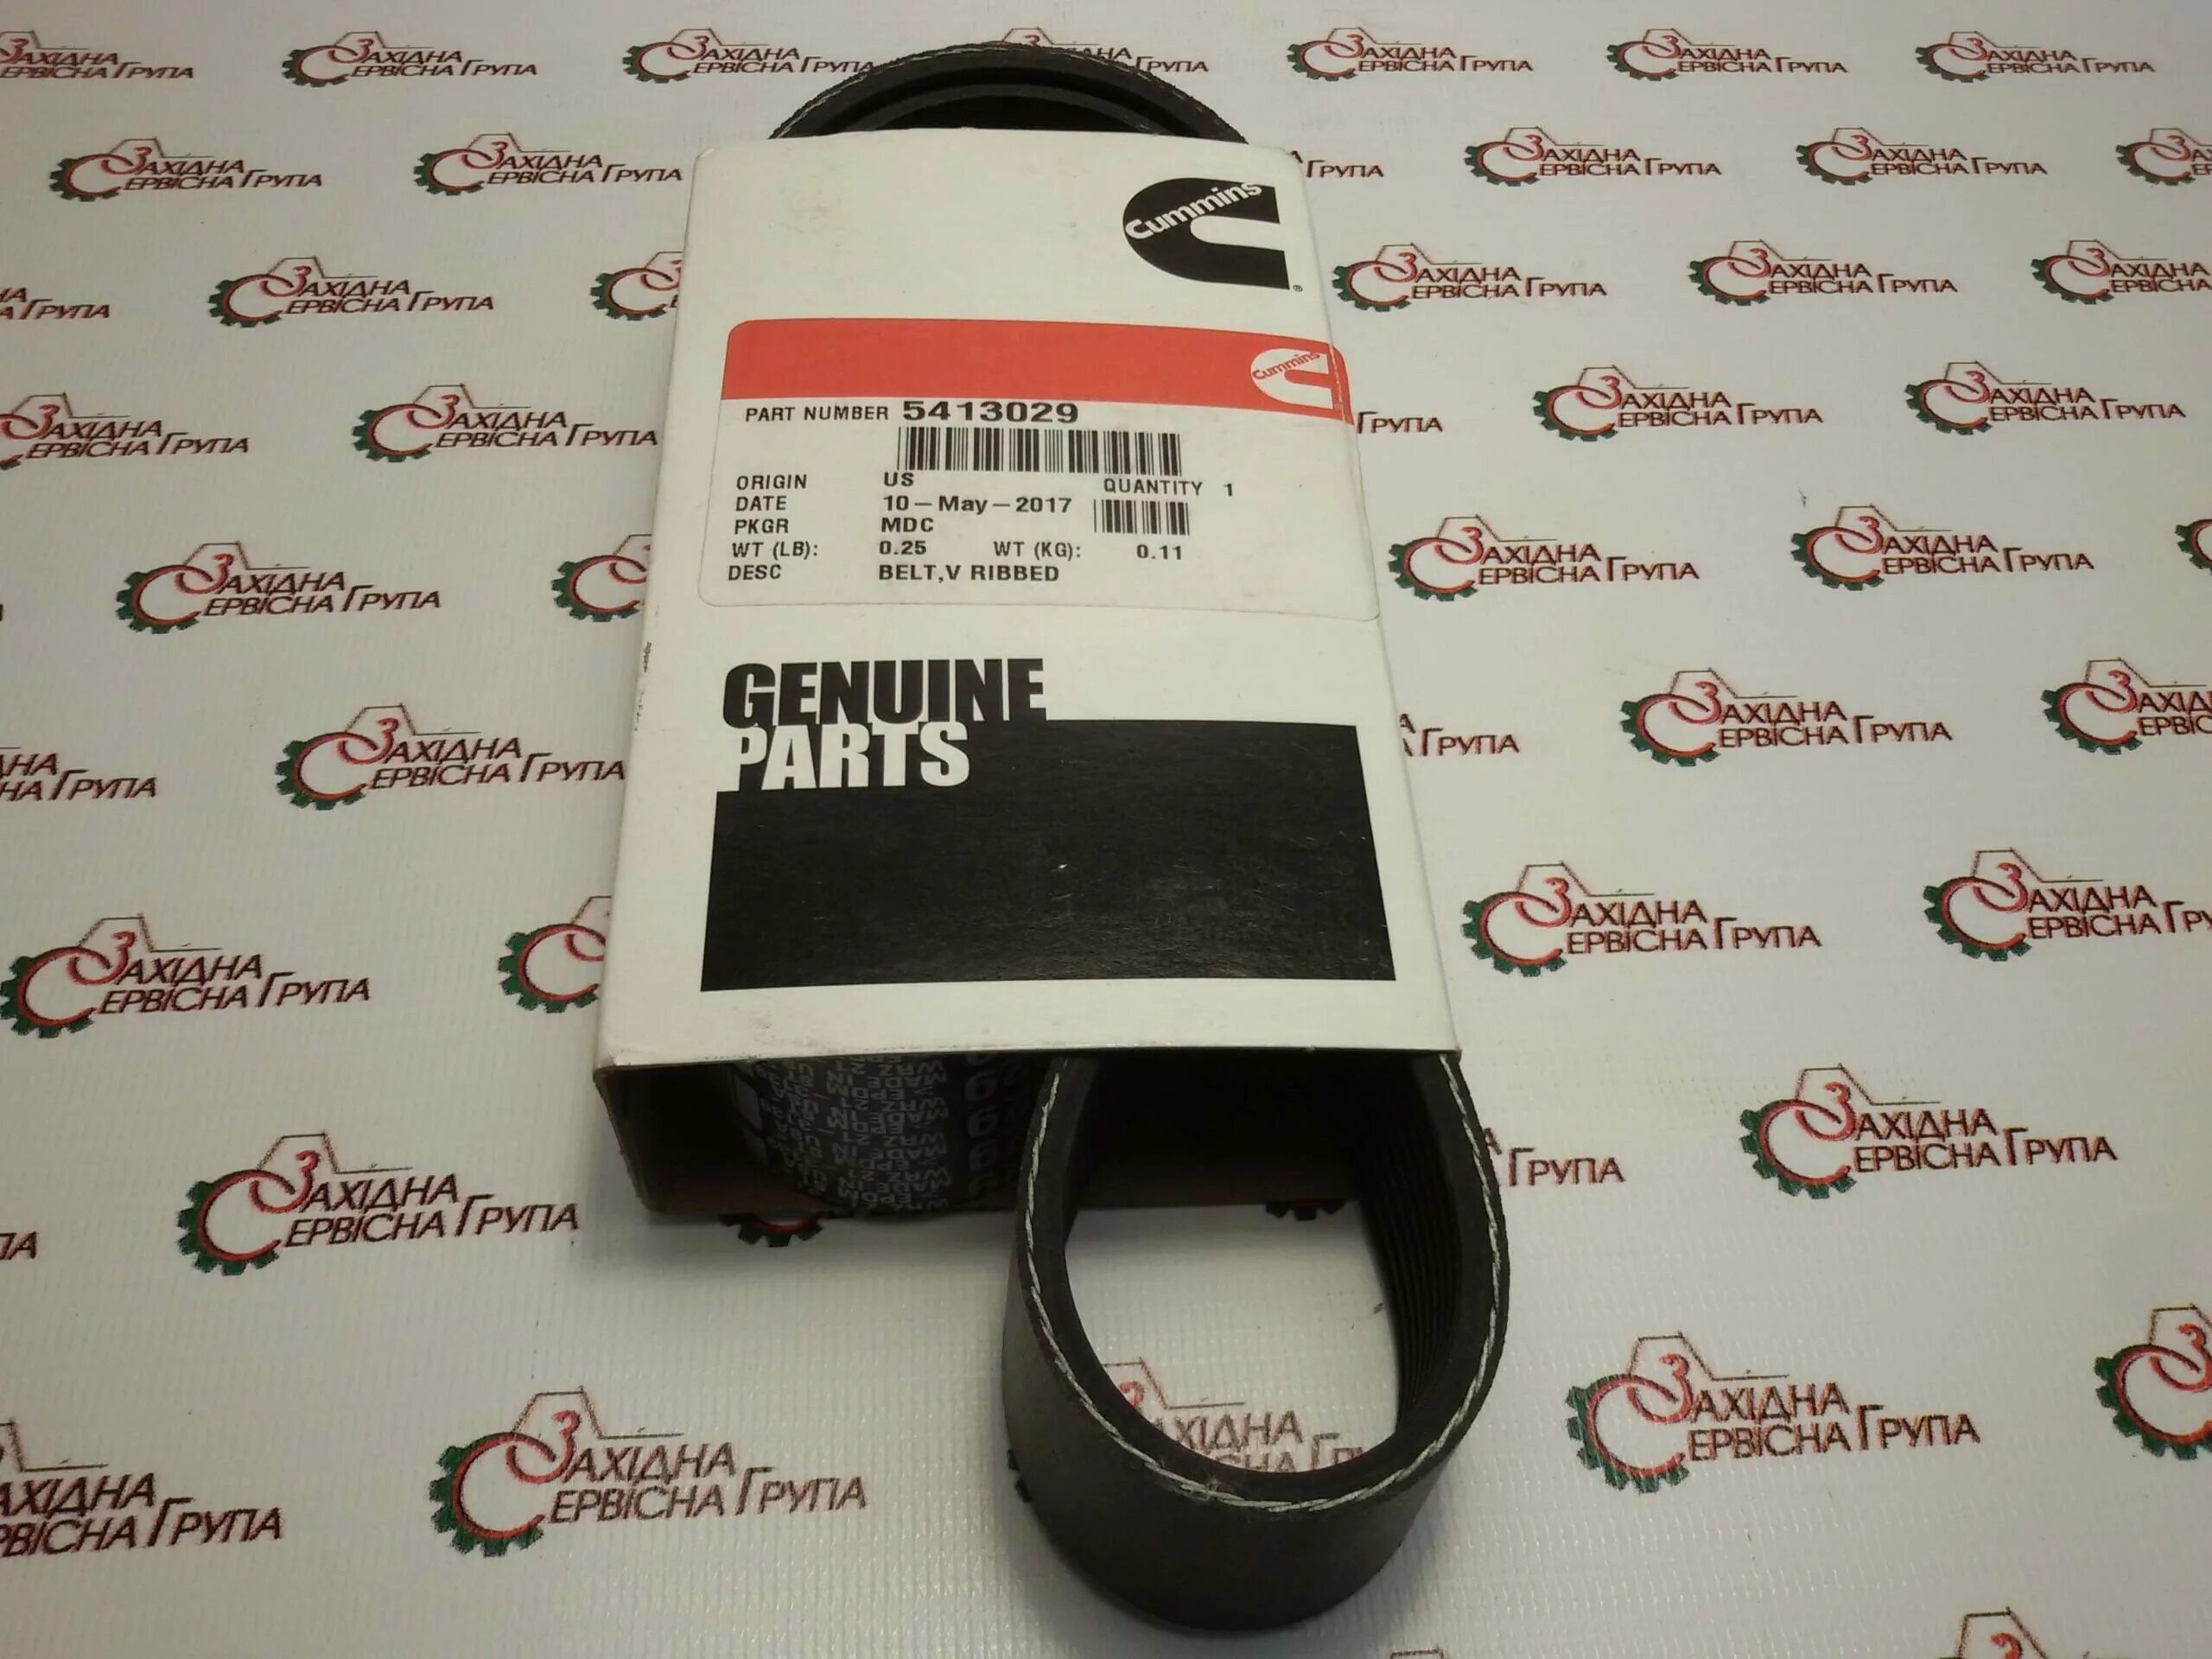 ЗАХІДНА
СЕРВІСНА ГРУПА
Cummins
Cummins
PART NUMBER 5413029
ORIGIN US QUANTITY 1
DATE 10-May-2017
PKGR MDC
WT (LB): 0.25 WT (KG): 0.11
DESC BELT,V RIBBED
GENUINE
PARTS